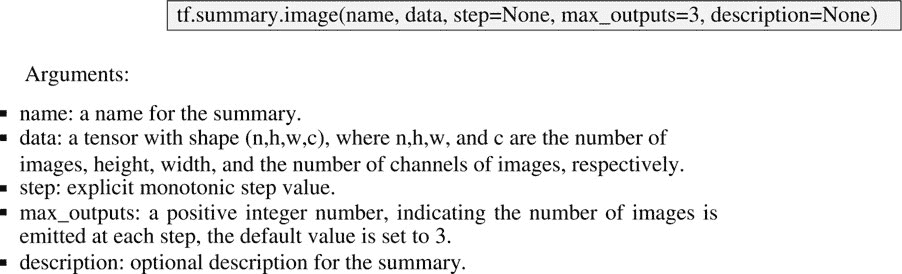 tf.summary.image(name, data, step=None, max_outputs=3, description=None)
Arguments:
▪ name: a name for the summary.
▪ data: a tensor with shape (n,h,w,c), where n,h,w, and c are the number of
images, height, width, and the number of channels of images, respectively.
▪ step: explicit monotonic step value.
▪ max_outputs: a positive integer number, indicating the number of images is
emitted at each step, the default value is set to 3.
▪ description: optional description for the summary.